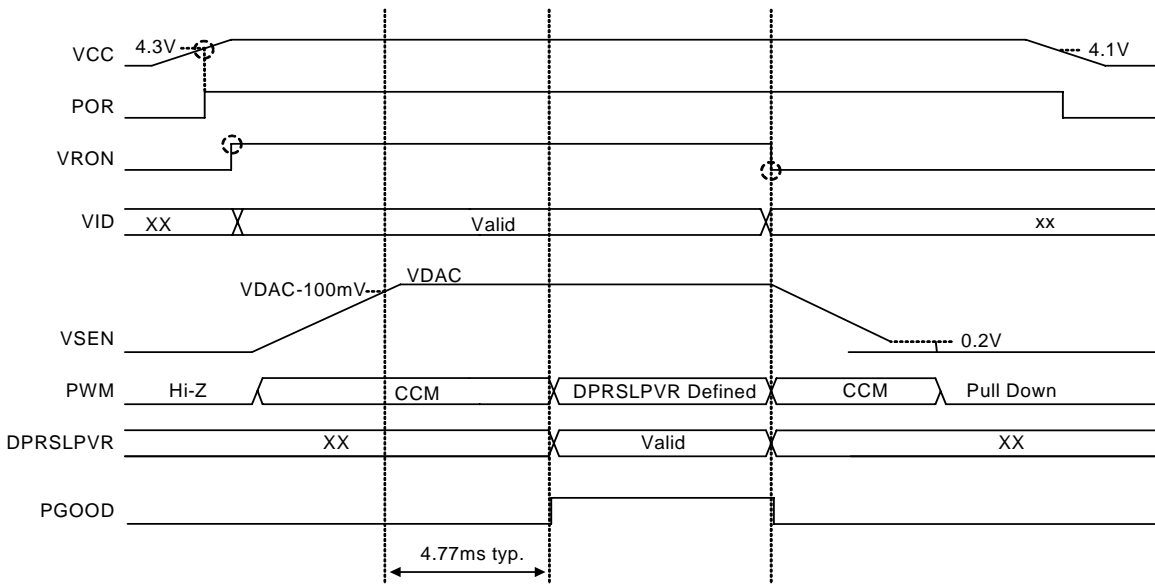 VCC 4.3V 4.1V
POR
VRON
VID XX Valid xx
VDAC-100mV VDAC
VSEN 0.2V
PWM Hi-Z CCM DPRSLPVR Defined CCM Pull Down
DPRSLPVR XX Valid XX
PGOOD
4.77ms typ.